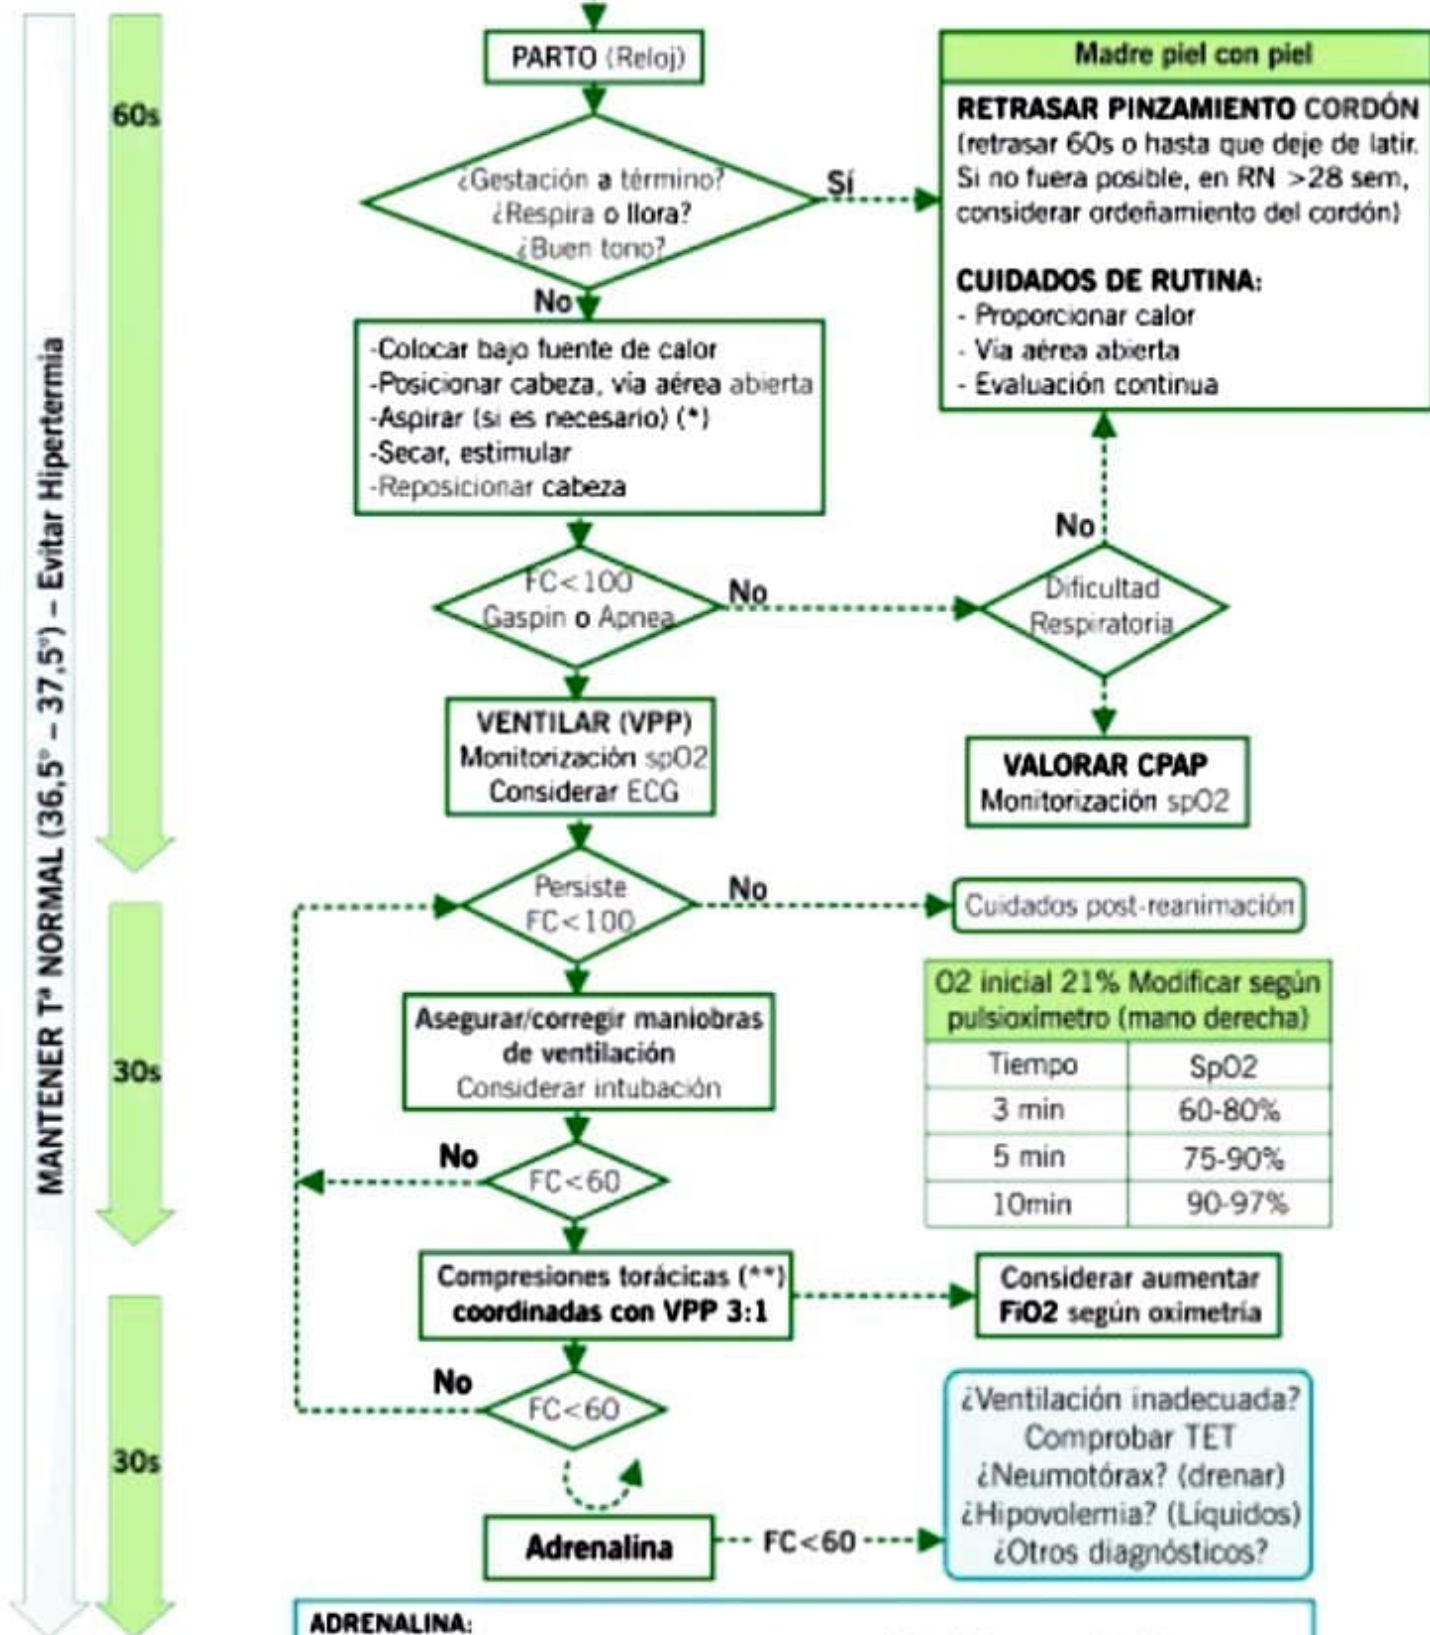 PARTO (Reloj)
Madre piel con piel
RETRASAR PINZAMIENTO CORDÓN
(retrasar 60s o hasta que deje de latir.
Si no fuera posible, en RN >28 sem,
considerar ordeñamiento del cordón)
CUIDADOS DE RUTINA:
- Proporcionar calor
- Vía aérea abierta
- Evaluación continua
60s
¿Gestación a término?
¿Respira o llora?
¿Buen tono?
Sí
No
-Colocar bajo fuente de calor
-Posicionar cabeza, vía aérea abierta
-Aspirar (si es necesario) (*)
-Secar, estimular
-Reposicionar cabeza
MANTENER Tª NORMAL (36,5° – 37,5°) – Evitar Hipertermia
FC<100
Gaspin o Apnea
No
Dificultad
Respiratoria
No
VENTILAR (VPP)
Monitorización spO2
Considerar ECG
VALORAR CPAP
Monitorización spO2
Persiste
FC<100
No
Cuidados post-reanimación
30s
Asegurar/corregir maniobras
de ventilación
Considerar intubación
O2 inicial 21% Modificar según
pulsioxímetro (mano derecha)
Tiempo SpO2
3 min 60-80%
5 min 75-90%
10min 90-97%
No
FC<60
Compresiones torácicas (**)
coordinadas con VPP 3:1
Considerar aumentar
FiO2 según oximetría
No
FC<60
30s
Adrenalina
FC<60
¿Ventilación inadecuada?
Comprobar TET
¿Neumotórax? (drenar)
¿Hipovolemia? (Líquidos)
¿Otros diagnósticos?
ADRENALINA: